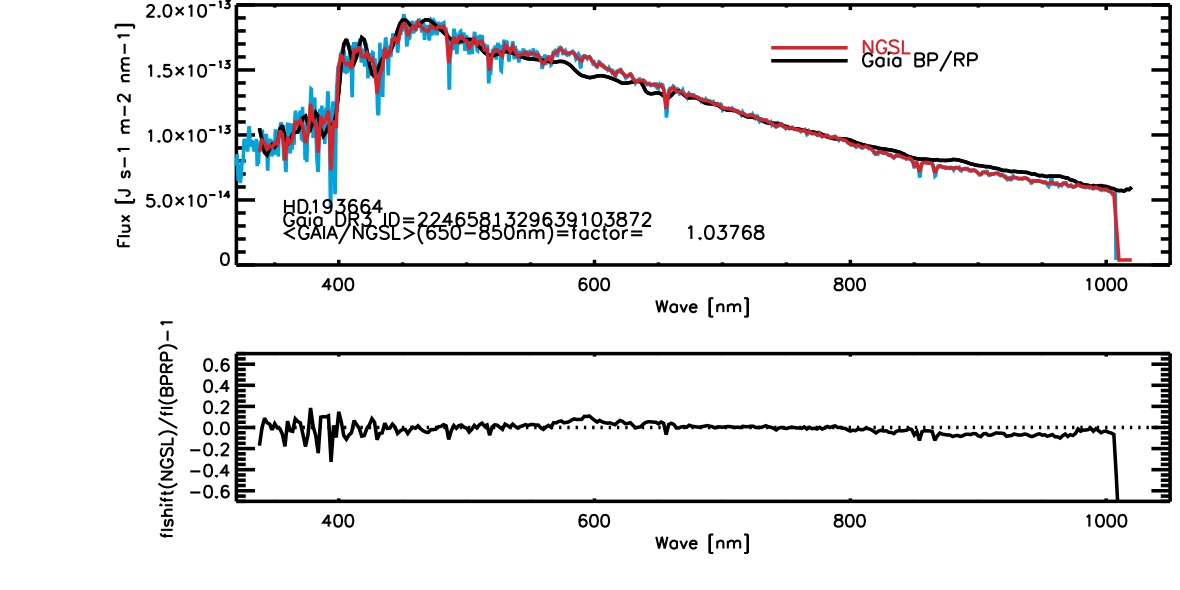 2.0×10−13
1.5×10−13
1.0×10−13
5.0×10−14
0
Flux [J s−1 m−2 nm−1]
NGSL
Gaia BP/RP
HD193664
Gaia DR3 ID=2246581329639103872
<GAIA/NGSL>(650−850nm)=factor= 1.03768
400 600 800 1000
Wave [nm]
flshift(NGSL)/fl(BPRP)−1
0.6
0.4
0.2
0.0
−0.2
−0.4
−0.6
400 600 800 1000
Wave [nm]